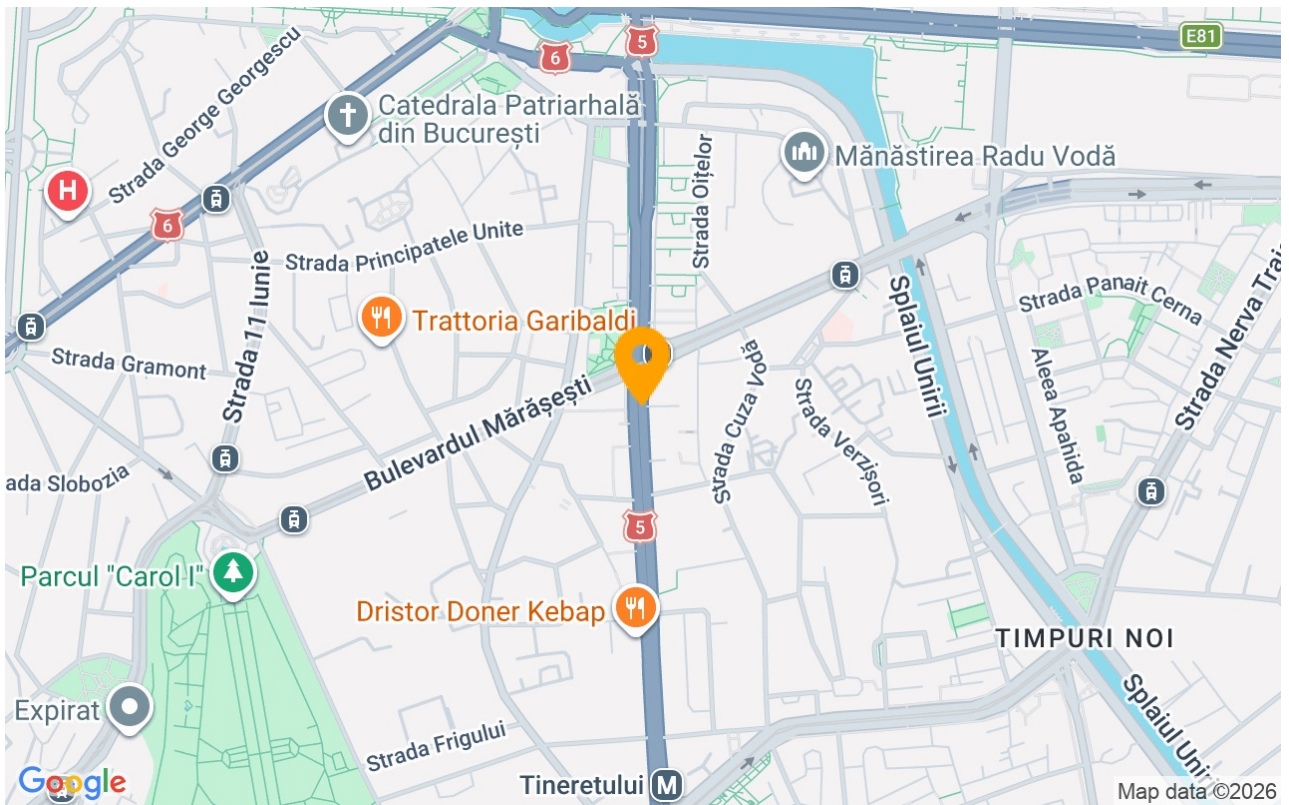 E81
5
6
Strada George Georgescu
Catedrala Patriarhală
din București
Strada Oițelor
Mănăstirea Radu Vodă
H
6
Strada Principatele Unite
Strada 11 Iunie
Trattoria Garibaldi
Splaiul Unirii
Strada Panait Cerna
Strada Nerva Traia
Strada Gramont
Bulevardul Mărășești
Strada Cuza Vodă
Strada Verzișori
Aleea Apahida
ada Slobozia
5
Parcul "Carol I"
Dristor Doner Kebap
TIMPURI NOI
Expirat
Strada Frigului
Splaiul Uniri
Tineretului M
Google
Map data ©2026